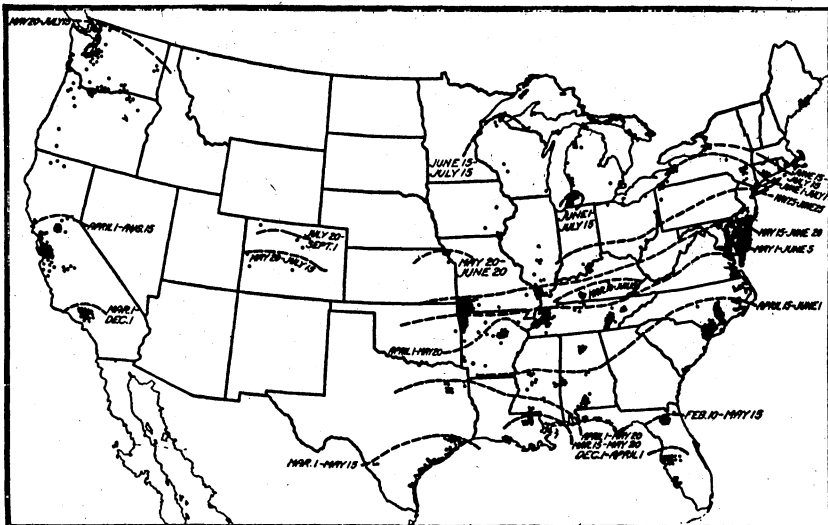 MAY 20-JULY 15
JUNE 15-
JULY 15
JUNE 1-
JULY 15
JUNE 15-
JULY 15
JUNE 1-JULY 1
MAY 15-JUNE 20
MAY 1-JUNE 5
APRIL 1-AUG. 15
JULY 20-
SEPT. 1
MAY 20-JULY 15
MAY 20-
JUNE 20
MAR. 1-
DEC. 1
APRIL 15-JUNE 1
APRIL 1-MAY 20
FEB. 10-MAY 15
APRIL 1-MAY 20
MAR. 15-MAY 20
DEC. 1-APRIL 1
MAR. 1-MAY 15